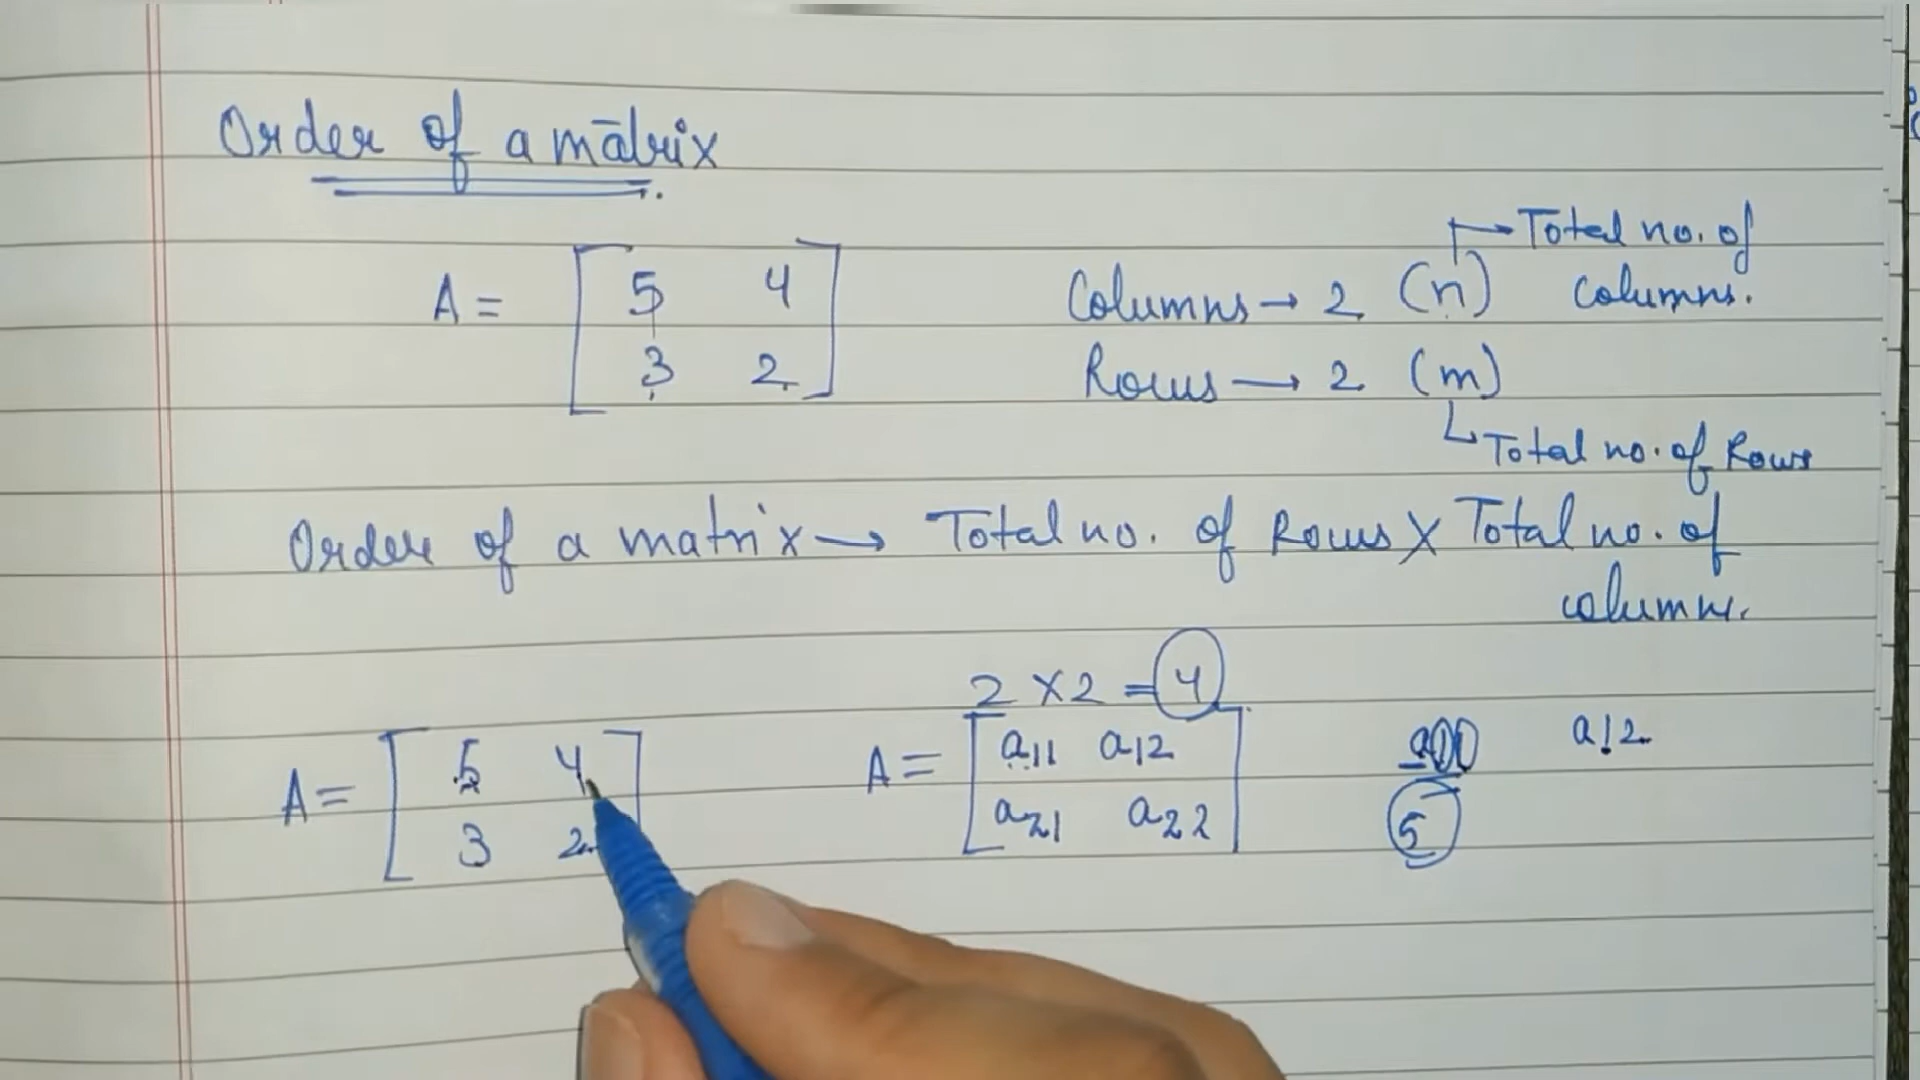 Order of a matrix
Total no. of
A = [ 5 4 Columns → 2 (n) columns.
3 2 ] Rows → 2 (m)
Total no. of Rows
Order of a matrix → Total no. of Rows X Total no. of
columns.
2 X 2 = 4
A = [ 5 4 A = [ a11 a12 a12
3 2 ] a21 a22 ] 5